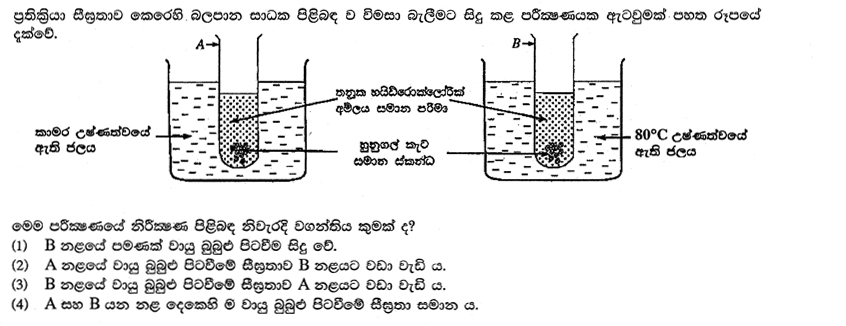 ප්‍රතික්‍රියා සීඝ්‍රතාව කෙරෙහි බලපාන සාධක පිළිබඳ ව විමසා බැලීමට සිදු කළ පරීක්ෂණයක ඇටවුමක් පහත රූපයේ
දැක්වේ.
A
B
තනුක හයිඩ්රොක්ලෝරික්
අම්ලය සමාන පරිමා
කාමර උෂ්ණත්වයේ
ඇති ජලය
හුනුගල් කැට
සමාන ස්කන්ධ
80°C උෂ්ණත්වයේ
ඇති ජලය
මෙම පරීක්ෂණයේ නිරීක්ෂණ පිළිබඳ නිවැරදි වගන්තිය කුමක් ද?
(1) B නළයේ පමණක් වායු බුබුළු පිටවීම සිදු වේ.
(2) A නළයේ වායු බුබුළු පිටවීමේ සීඝ්‍රතාව B නළයට වඩා වැඩි ය.
(3) B නළයේ වායු බුබුළු පිටවීමේ සීඝ්‍රතාව A නළයට වඩා වැඩි ය.
(4) A සහ B යන නළ දෙකෙහි ම වායු බුබුළු පිටවීමේ සීඝ්‍රතා සමාන ය.